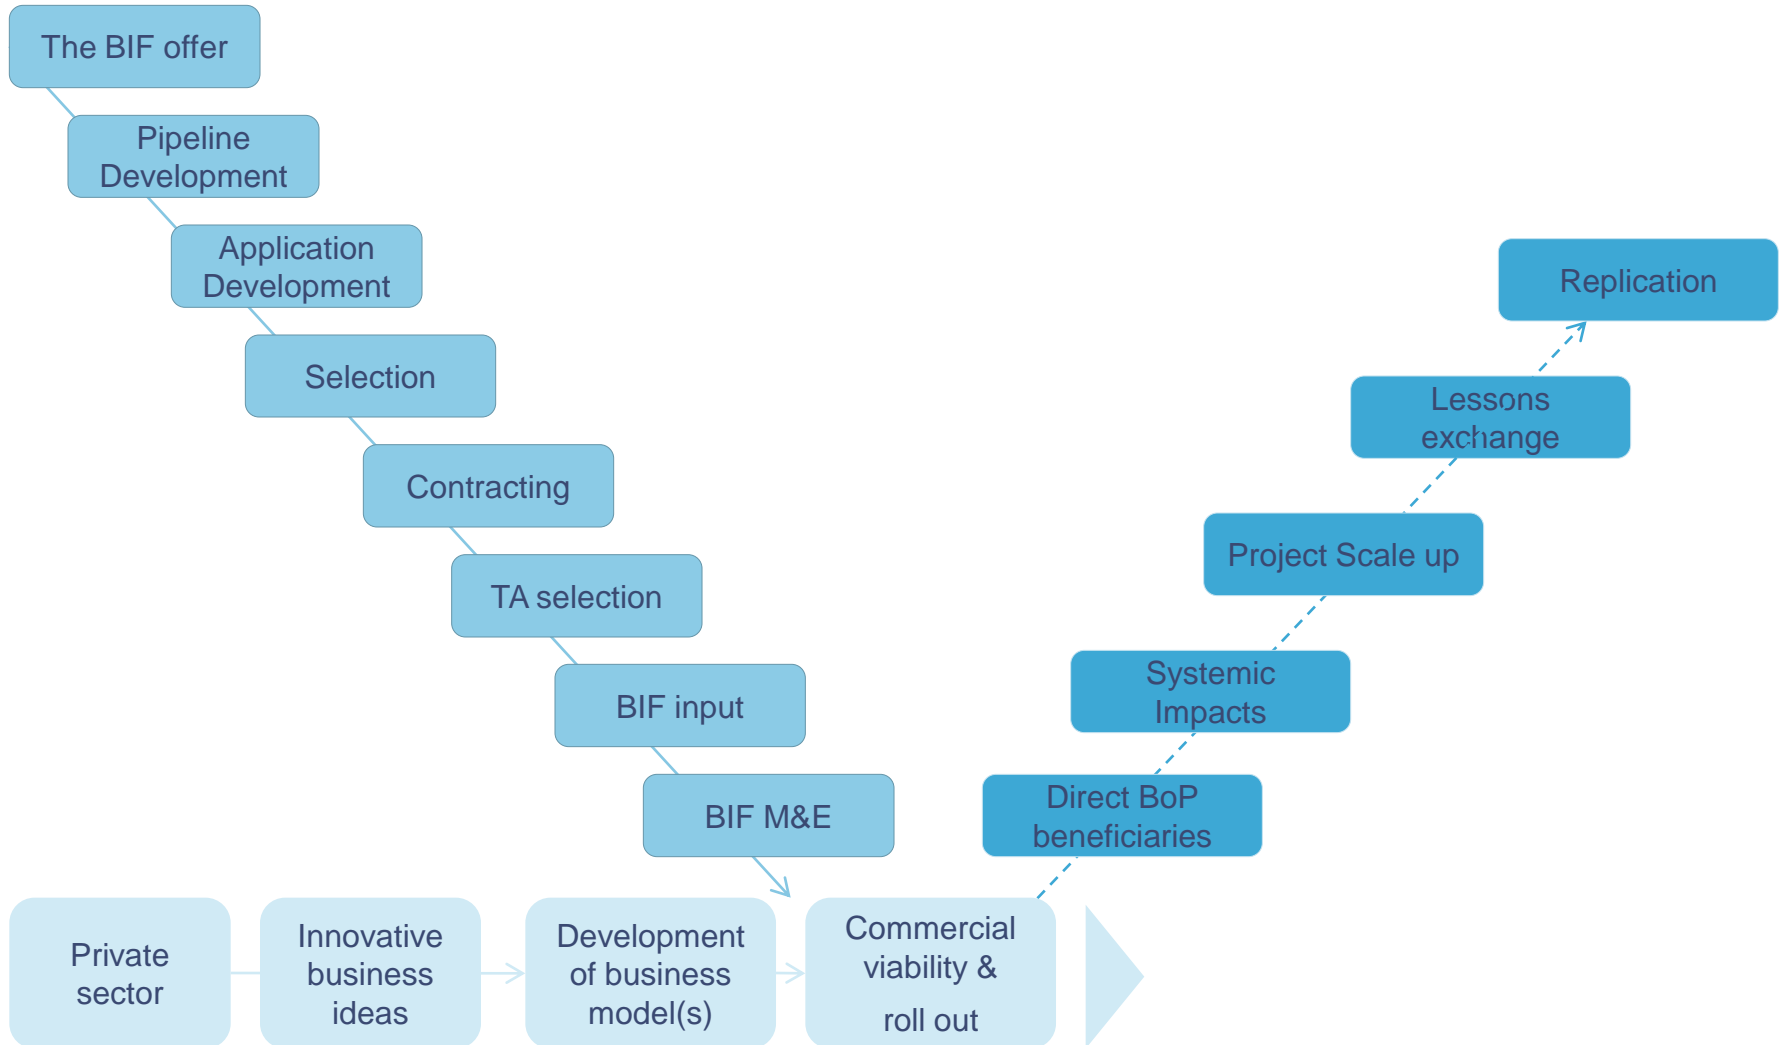 The BIF offer
Pipeline
Development
Application
Development
Selection
Contracting
TA selection
BIF input
BIF M&E
Replication
Lessons
exchange
Project Scale up
Systemic
Impacts
Direct BoP
beneficiaries
Private
sector
Innovative
business
ideas
Development
of business
model(s)
Commercial
viability &
roll out